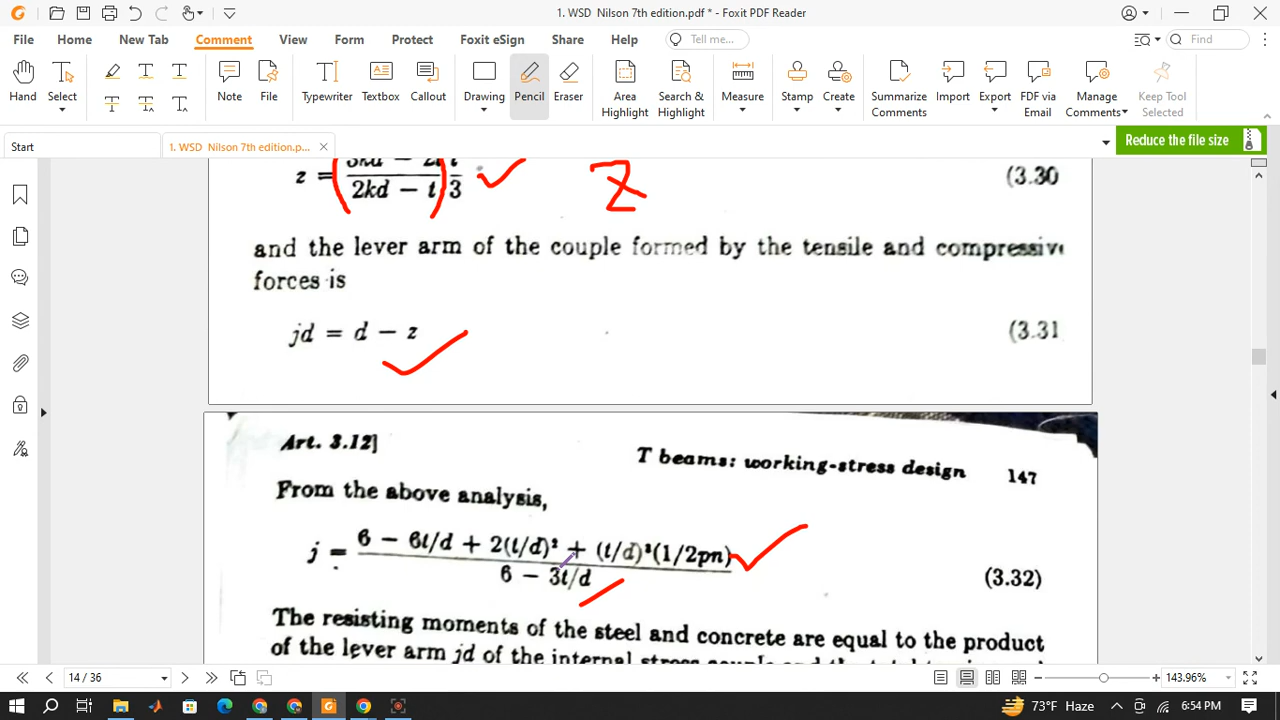 1. WSD Nilson 7th edition.pdf * - Foxit PDF Reader
File Home New Tab Comment View Form Protect Foxit eSign Share Help Tell me... Find
Hand Select Note File Typewriter Textbox Callout Drawing Pencil Eraser Area Highlight Search & Highlight Measure Stamp Create Summarize Comments Import Export FDF via Email Manage Comments Keep Tool Selected
Start 1. WSD Nilson 7th edition.p... Reduce the file size
z = (3kd - 2t / 2kd - t) t/3 z (3.30
and the lever arm of the couple formed by the tensile and compressive
forces is
jd = d - z (3.31
Art. 3.12]
T beams: working-stress design 147
From the above analysis,
j = 6 - 6t/d + 2(t/d)² + (t/d)³(1/2pn) / 6 - 3t/d (3.32)
The resisting moments of the steel and concrete are equal to the product
of the lever arm jd of the internal stress couple and the total
14 / 36 143.96%
73°F Haze 6:54 PM